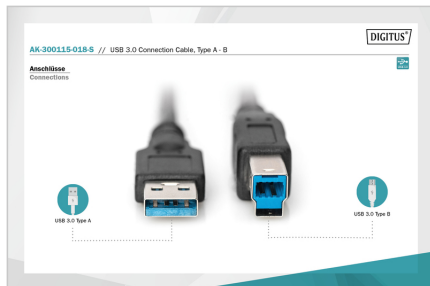 DIGITUS®
AK-300115-018-S // USB 3.0 Connection Cable, Type A - B
Anschlüsse
Connections
USB 3.0 Type A
USB 3.0 Type B